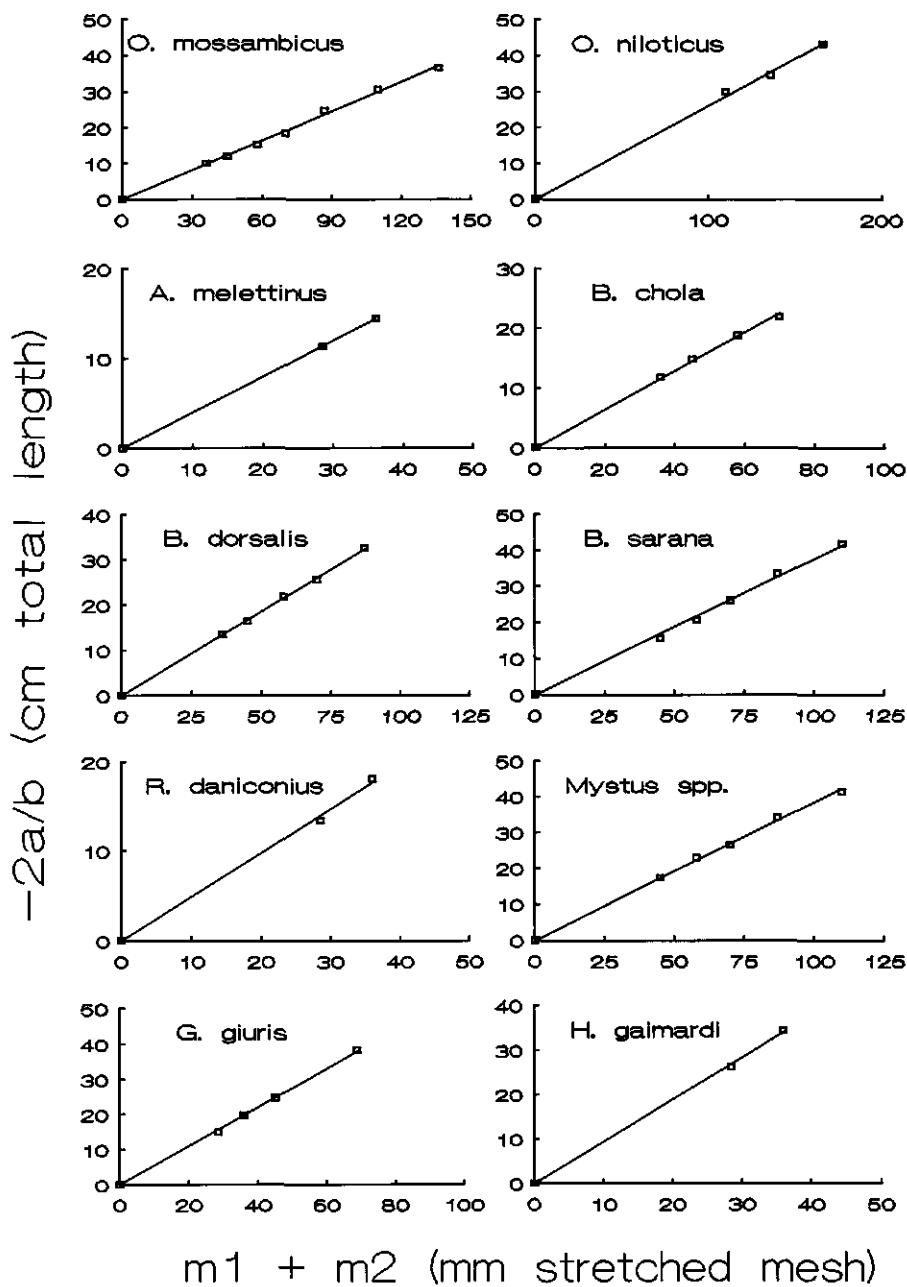 50
40
30
20
10
0
O. mossambicus
0 30 60 90 120 150
50
40
30
20
10
0
O. niloticus
0 100 200
20
10
0
A. melettinus
0 10 20 30 40 50
30
20
10
0
B. chola
0 20 40 60 80 100
40
30
20
10
0
B. dorsalis
0 25 50 75 100 125
50
40
30
20
10
0
B. sarana
0 25 50 75 100 125
20
10
0
R. daniconius
0 10 20 30 40 50
50
40
30
20
10
0
Mystus spp.
0 25 50 75 100 125
50
40
30
20
10
0
G. giuris
0 20 40 60 80 100
40
30
20
10
0
H. gaimardi
0 10 20 30 40 50
-2a/b (cm total length)
m1 + m2 (mm stretched mesh)